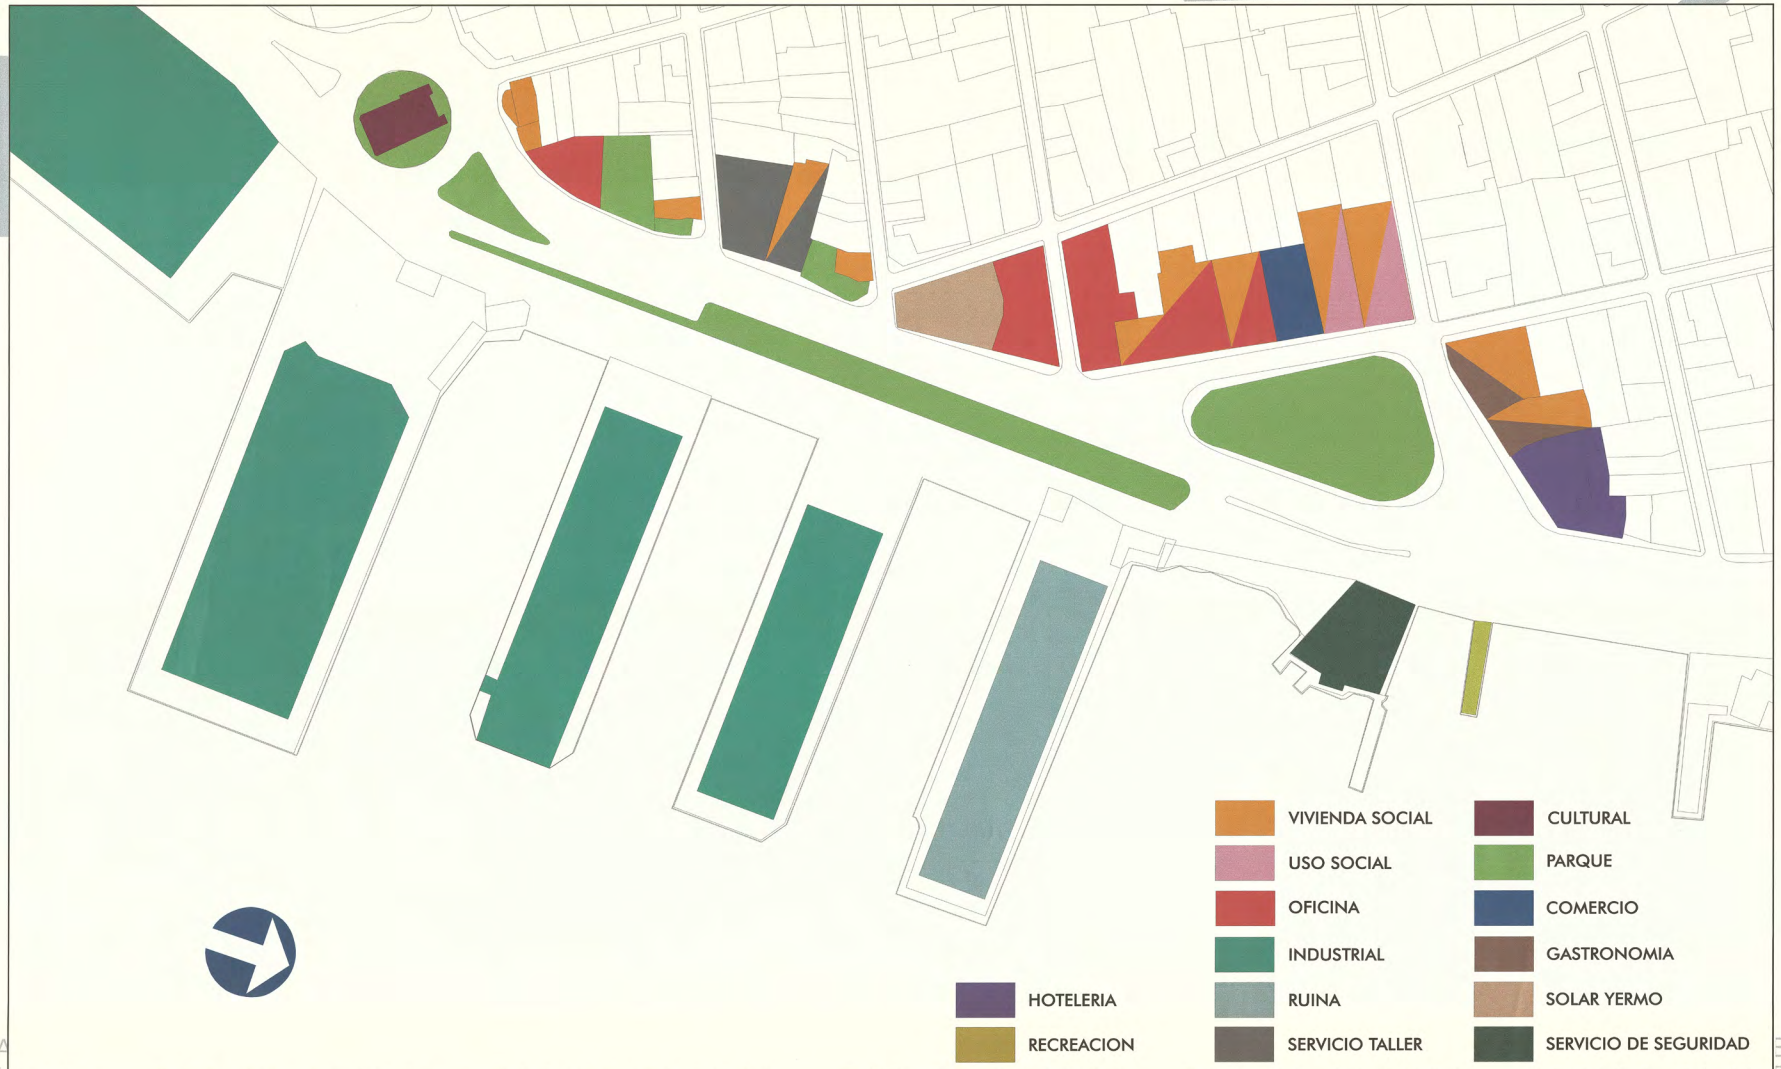 VIVIENDA SOCIAL
USO SOCIAL
OFICINA
INDUSTRIAL
RUINA
SERVICIO TALLER
CULTURAL
PARQUE
COMERCIO
GASTRONOMIA
SOLAR YERMO
SERVICIO DE SEGURIDAD
HOTELERIA
RECREACION